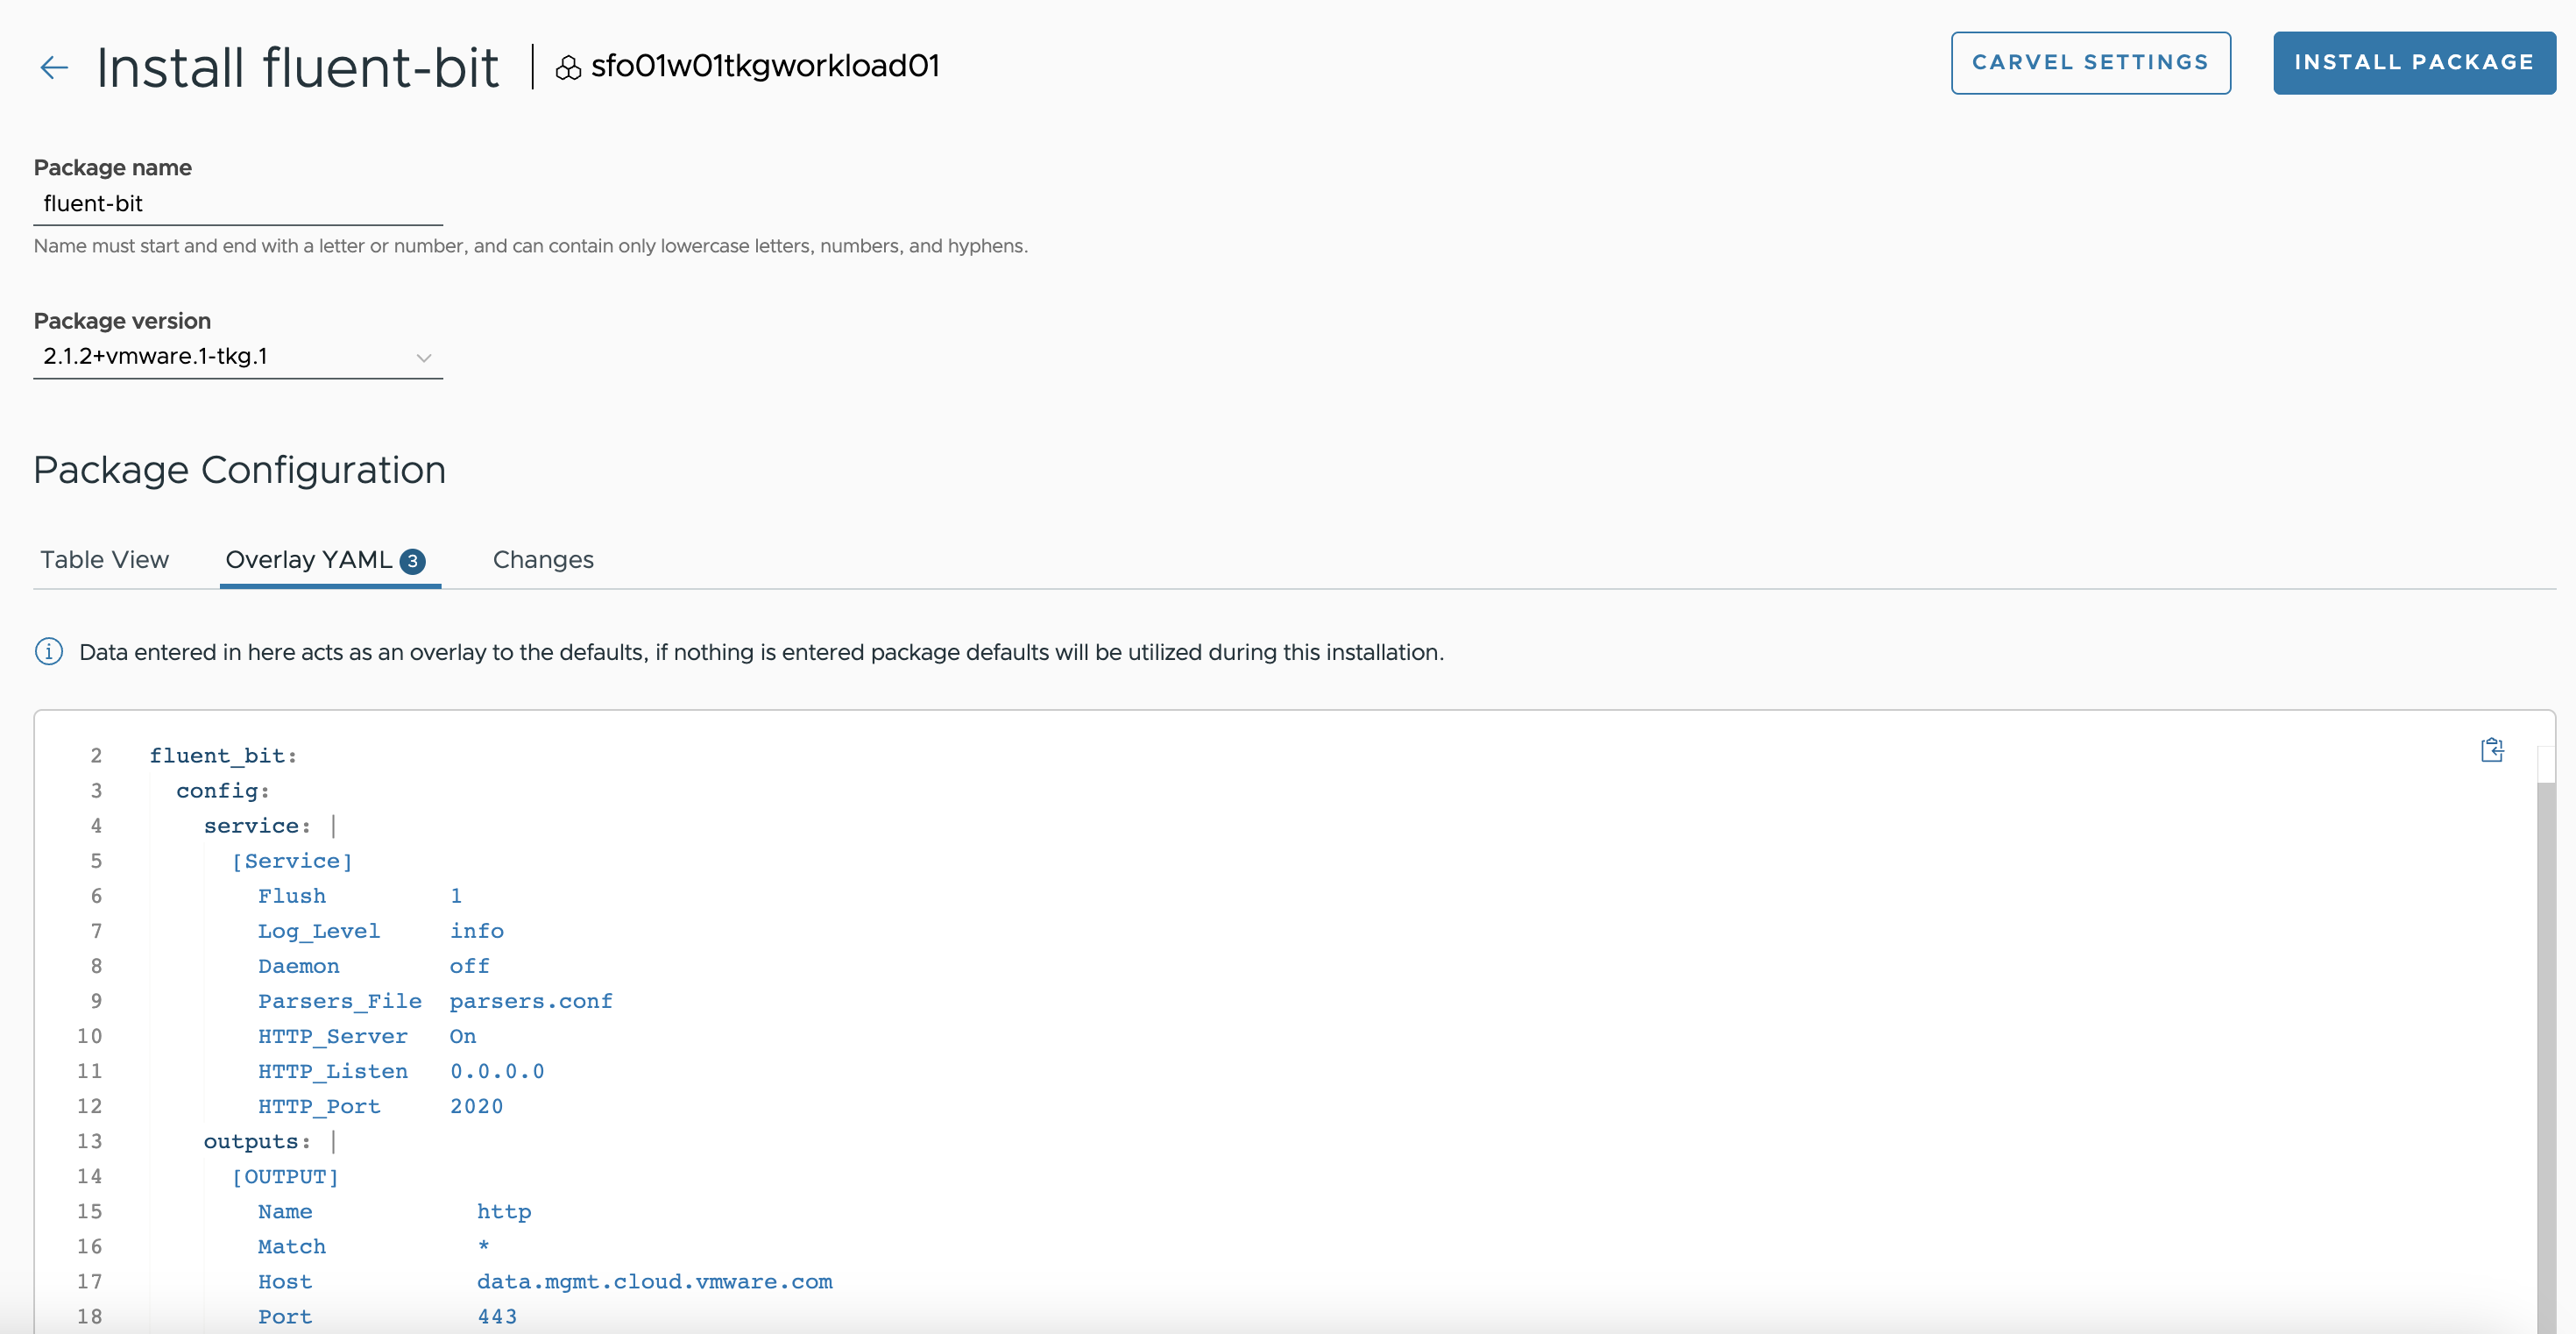 Install fluent-bit | sfo01w01tkgworkload01
CARVEL SETTINGS
INSTALL PACKAGE
Package name
fluent-bit
Name must start and end with a letter or number, and can contain only lowercase letters, numbers, and hyphens.
Package version
2.1.2+vmware.1-tkg.1
Package Configuration
Table View
Overlay YAML 3
Changes
Data entered in here acts as an overlay to the defaults, if nothing is entered package defaults will be utilized during this installation.
2 fluent_bit:
3 config:
4 service: |
5 [Service]
6 Flush 1
7 Log_Level info
8 Daemon off
9 Parsers_File parsers.conf
10 HTTP_Server On
11 HTTP_Listen 0.0.0.0
12 HTTP_Port 2020
13 outputs: |
14 [OUTPUT]
15 Name http
16 Match *
17 Host data.mgmt.cloud.vmware.com
18 Port 443